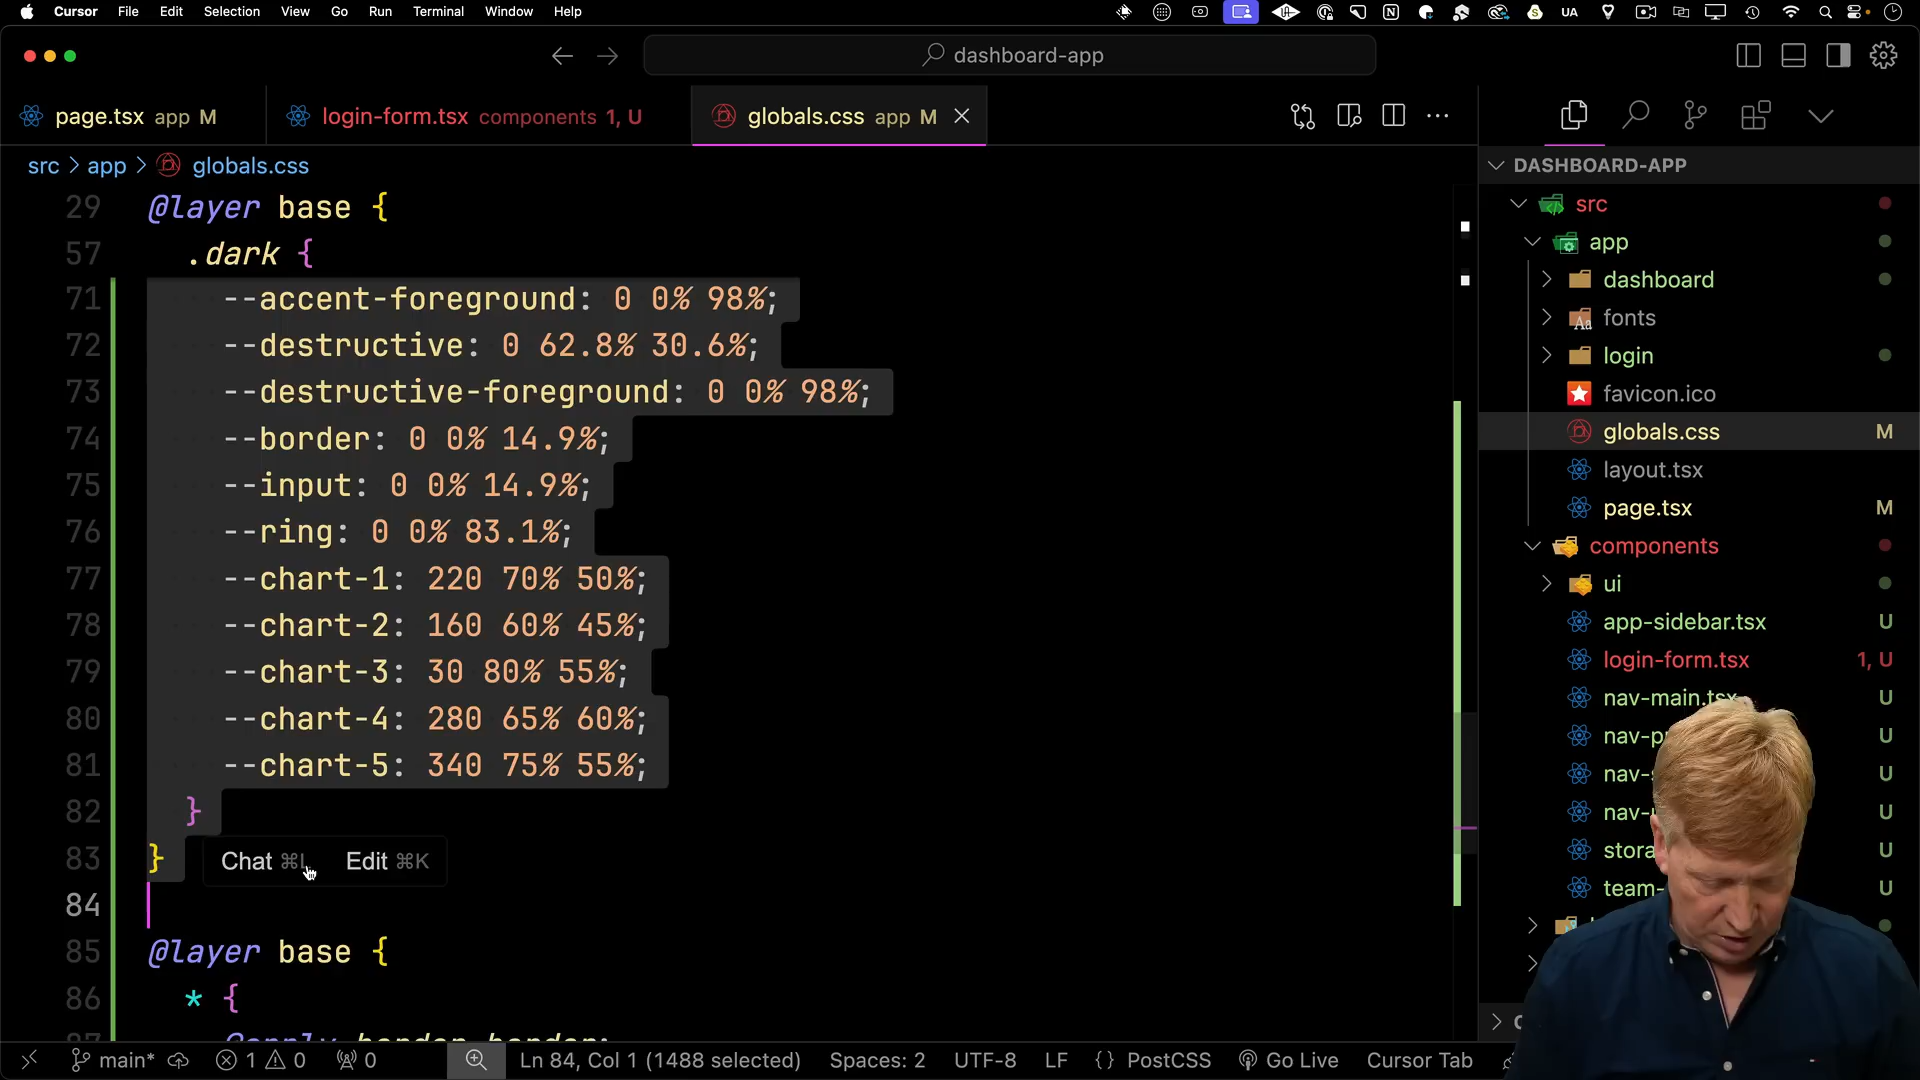 Cursor File Edit Selection View Go Run Terminal Window Help UA
dashboard-app
page.tsx app M login-form.tsx components 1, U globals.css app M
src > app > globals.css
DASHBOARD-APP
29 @layer base {
57 .dark {
71 --accent-foreground: 0 0% 98%;
72 --destructive: 0 62.8% 30.6%;
73 --destructive-foreground: 0 0% 98%;
74 --border: 0 0% 14.9%;
75 --input: 0 0% 14.9%;
76 --ring: 0 0% 83.1%;
77 --chart-1: 220 70% 50%;
78 --chart-2: 160 60% 45%;
79 --chart-3: 30 80% 55%;
80 --chart-4: 280 65% 60%;
81 --chart-5: 340 75% 55%;
82 }
83 } Chat ⌘L Edit ⌘K
84
85 @layer base {
86 * {
src
app
dashboard
fonts
login
favicon.ico
globals.css M
layout.tsx
page.tsx M
components
ui
app-sidebar.tsx U
login-form.tsx 1, U
nav-main.tsx U
nav-p U
nav- U
nav- U
U
team- U
main* 1 0 0 Ln 84, Col 1 (1488 selected) Spaces: 2 UTF-8 LF {} PostCSS Go Live Cursor Tab